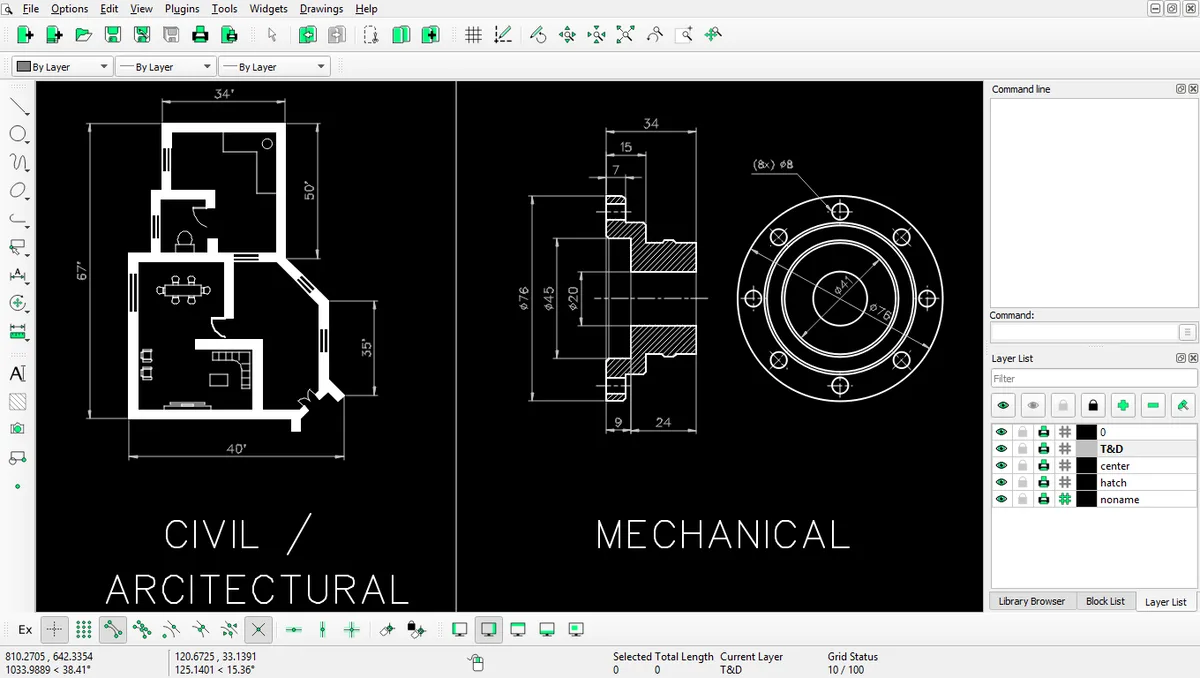 File Options Edit View Plugins Tools Widgets Drawings Help
By Layer By Layer By Layer
Command line
34'
50'
67'
35'
40'
CIVIL /
ARCITECTURAL
34
15
7
(8x) ⌀8
⌀76
⌀45
⌀20
⌀41
⌀76
9
24
MECHANICAL
Command:
Layer List
Filter
0
T&D
center
hatch
noname
Library Browser Block List Layer List
Ex
810.2705 , 642.3354 120.6725 , 33.1391 Selected Total Length Current Layer Grid Status
1033.9889 < 38.41° 125.1401 < 15.36° 0 0 T&D 10 / 100